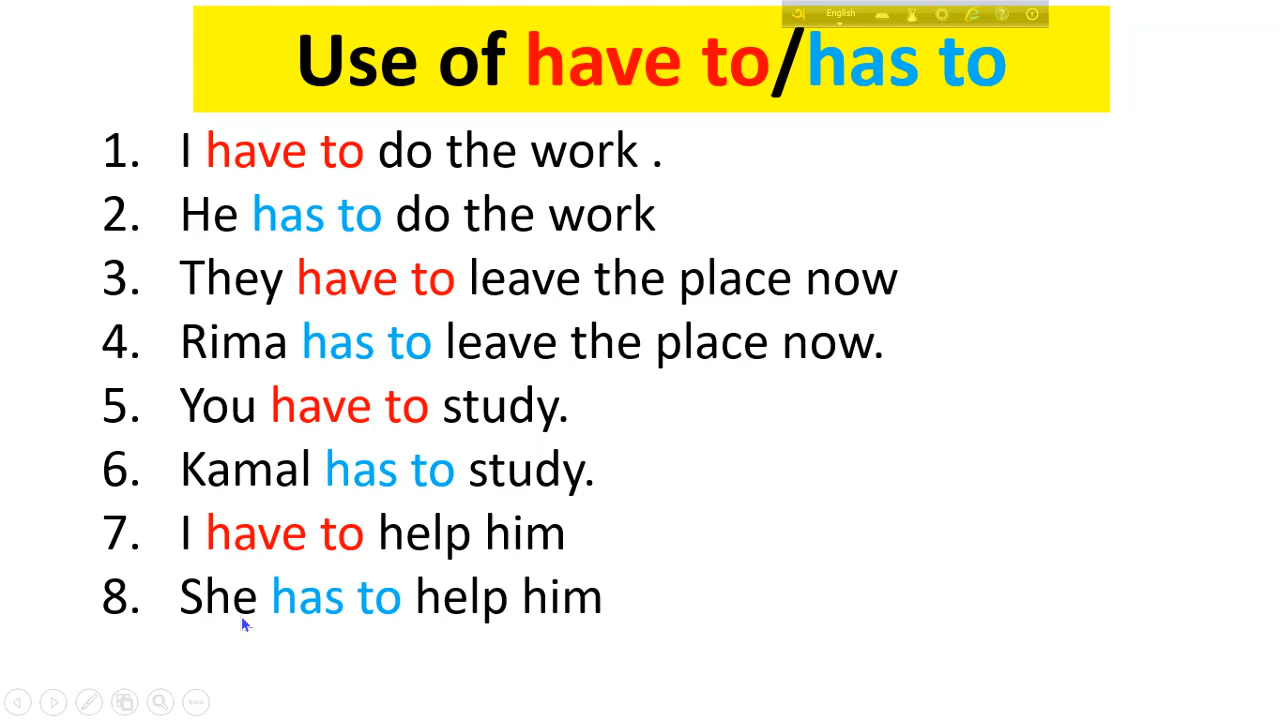 English
Use of have to/has to
1. I have to do the work .
2. He has to do the work
3. They have to leave the place now
4. Rima has to leave the place now.
5. You have to study.
6. Kamal has to study.
7. I have to help him
8. She has to help him